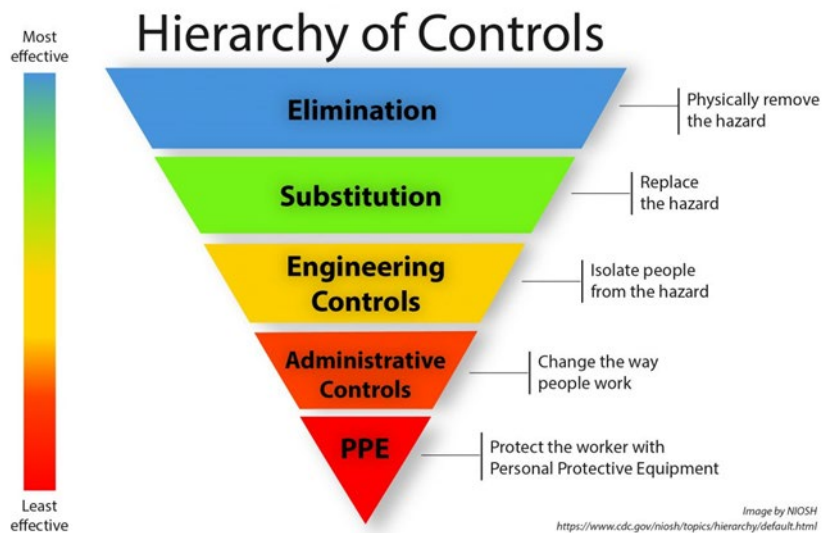 Hierarchy of Controls
Most
effective
Elimination
Physically remove
the hazard
Substitution
Replace
the hazard
Engineering
Controls
Isolate people
from the hazard
Administrative
Controls
Change the way
people work
PPE
Protect the worker with
Personal Protective Equipment
Least
effective
Image by NIOSH
https://www.cdc.gov/niosh/topics/hierarchy/default.html